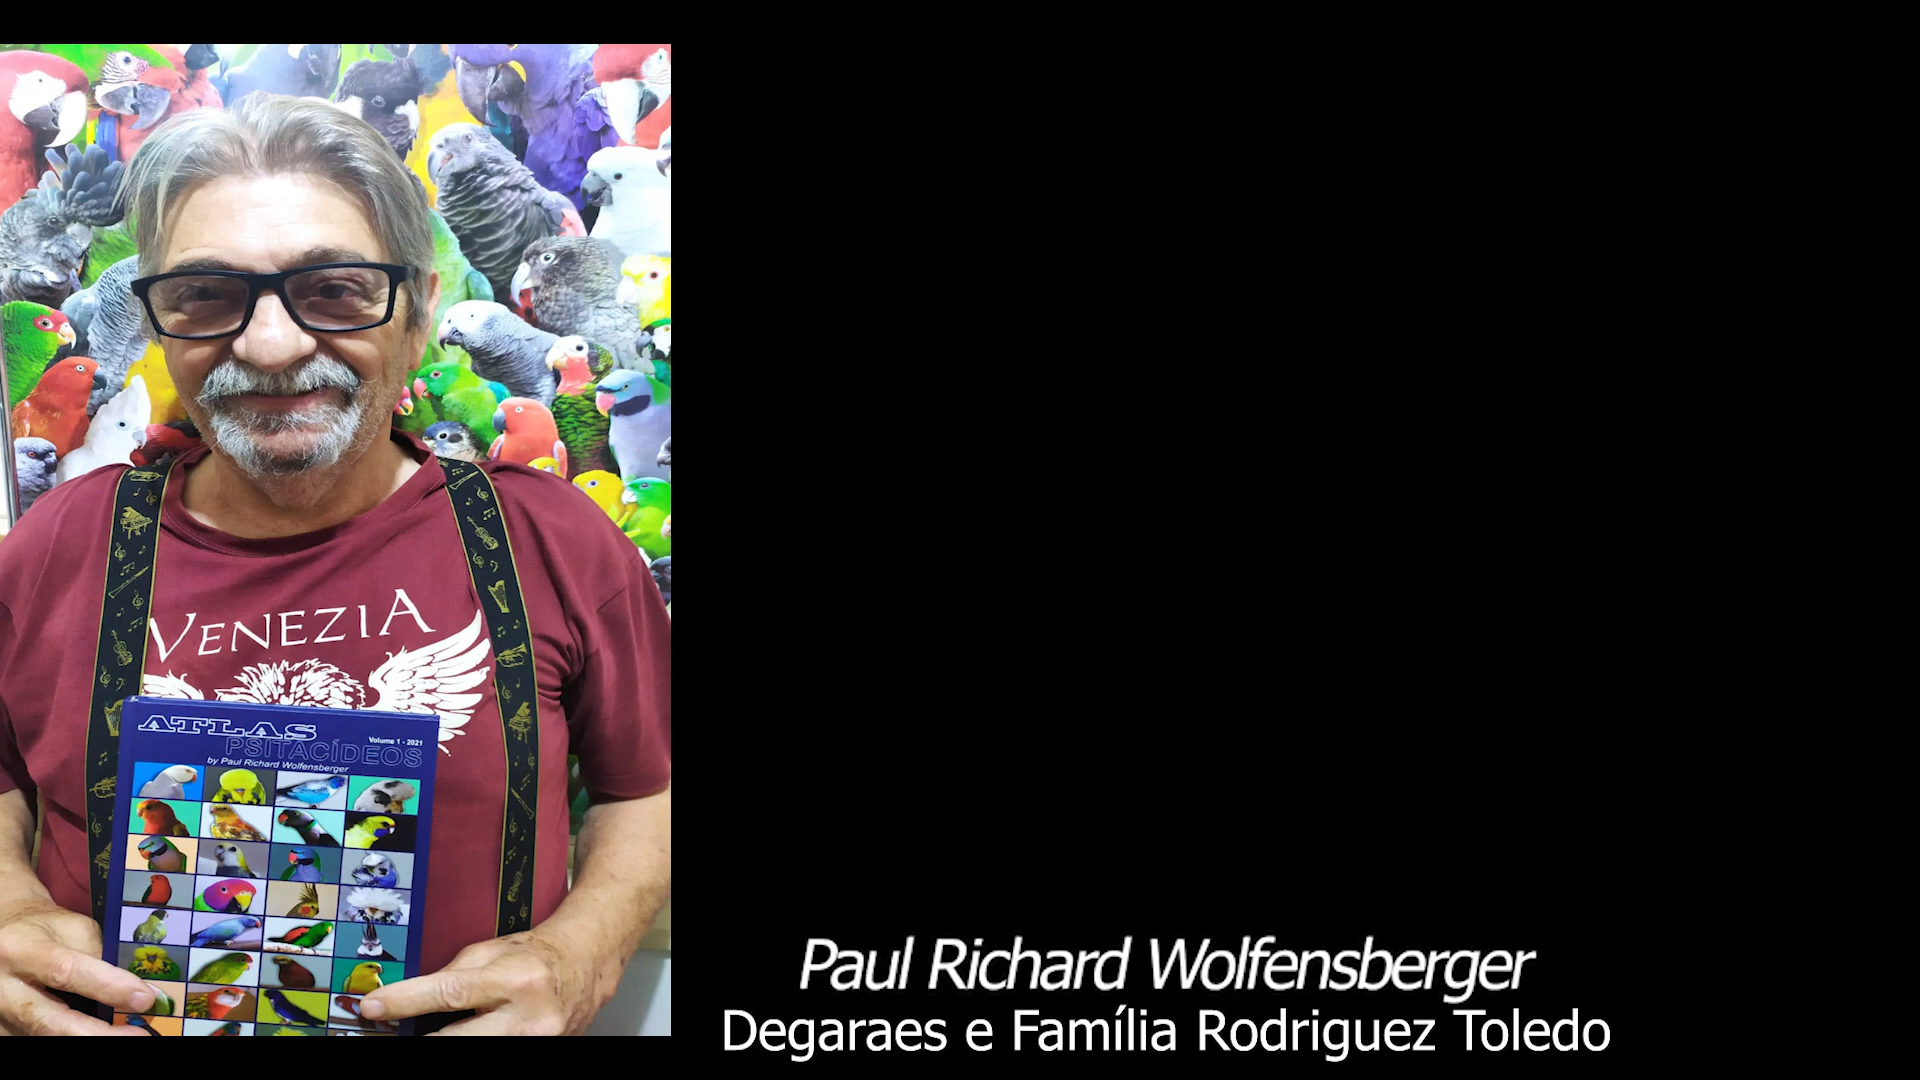 VENEZIA
ATLAS
Volume 1 - 2021
PSITACÍDEOS
by Paul Richard Wolfensberger
Paul Richard Wolfensberger
Degaraes e Família Rodriguez Toledo